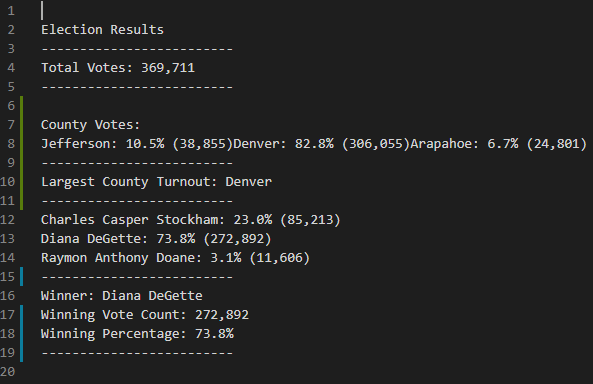 1
2 Election Results
3 -------------------------
4 Total Votes: 369,711
5 -------------------------
6
7 County Votes:
8 Jefferson: 10.5% (38,855)Denver: 82.8% (306,055)Arapahoe: 6.7% (24,801)
9 -------------------------
10 Largest County Turnout: Denver
11 -------------------------
12 Charles Casper Stockham: 23.0% (85,213)
13 Diana DeGette: 73.8% (272,892)
14 Raymon Anthony Doane: 3.1% (11,606)
15 -------------------------
16 Winner: Diana DeGette
17 Winning Vote Count: 272,892
18 Winning Percentage: 73.8%
19 -------------------------
20